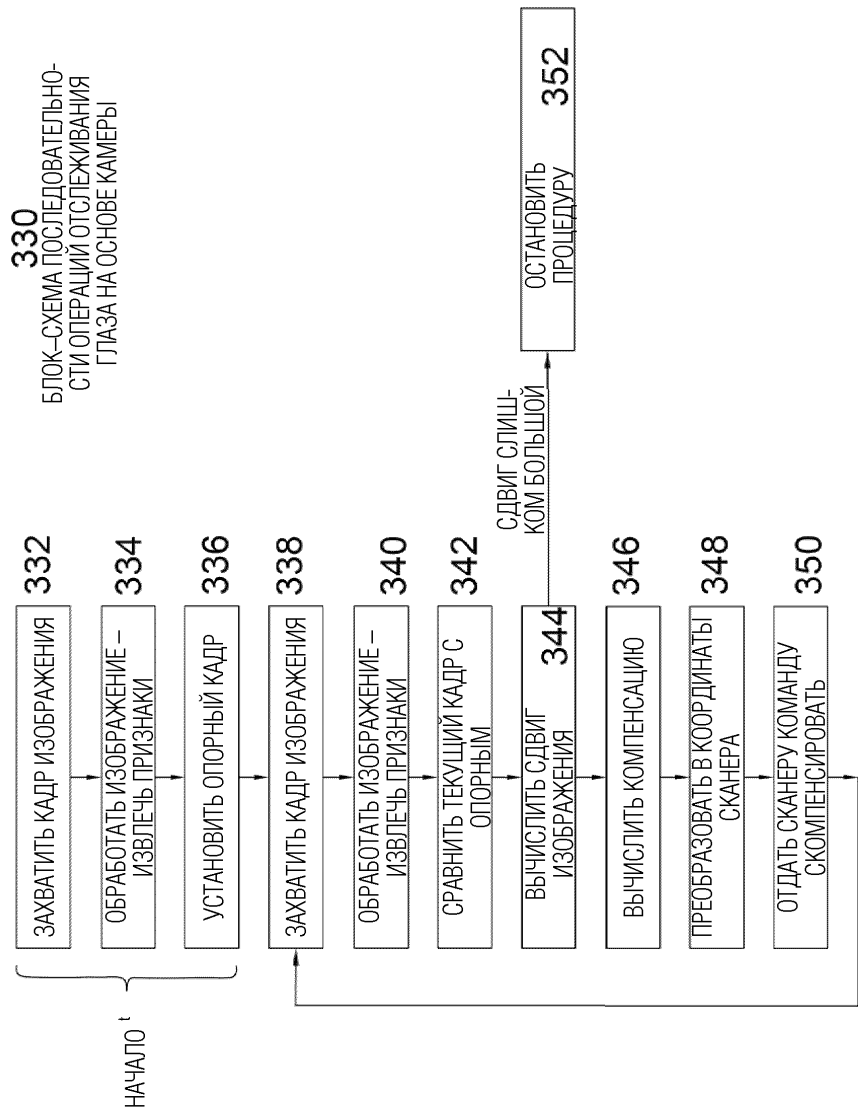 330
БЛОК–СХЕМА ПОСЛЕДОВАТЕЛЬНО-
СТИ ОПЕРАЦИЙ ОТСЛЕЖИВАНИЯ
ГЛАЗА НА ОСНОВЕ КАМЕРЫ
НАЧАЛО t
ЗАХВАТИТЬ КАДР ИЗОБРАЖЕНИЯ
332
ОБРАБОТАТЬ ИЗОБРАЖЕНИЕ –
ИЗВЛЕЧЬ ПРИЗНАКИ
334
УСТАНОВИТЬ ОПОРНЫЙ КАДР
336
ЗАХВАТИТЬ КАДР ИЗОБРАЖЕНИЯ
338
ОБРАБОТАТЬ ИЗОБРАЖЕНИЕ –
ИЗВЛЕЧЬ ПРИЗНАКИ
340
СРАВНИТЬ ТЕКУЩИЙ КАДР С
ОПОРНЫМ
342
ВЫЧИСЛИТЬ СДВИГ
ИЗОБРАЖЕНИЯ
344
СДВИГ СЛИШ-
КОМ БОЛЬШОЙ
ОСТАНОВИТЬ
ПРОЦЕДУРУ
352
ВЫЧИСЛИТЬ КОМПЕНСАЦИЮ
346
ПРЕОБРАЗОВАТЬ В КООРДИНАТЫ
СКАНЕРА
348
ОТДАТЬ СКАНЕРУ КОМАНДУ
СКОМПЕНСИРОВАТЬ
350